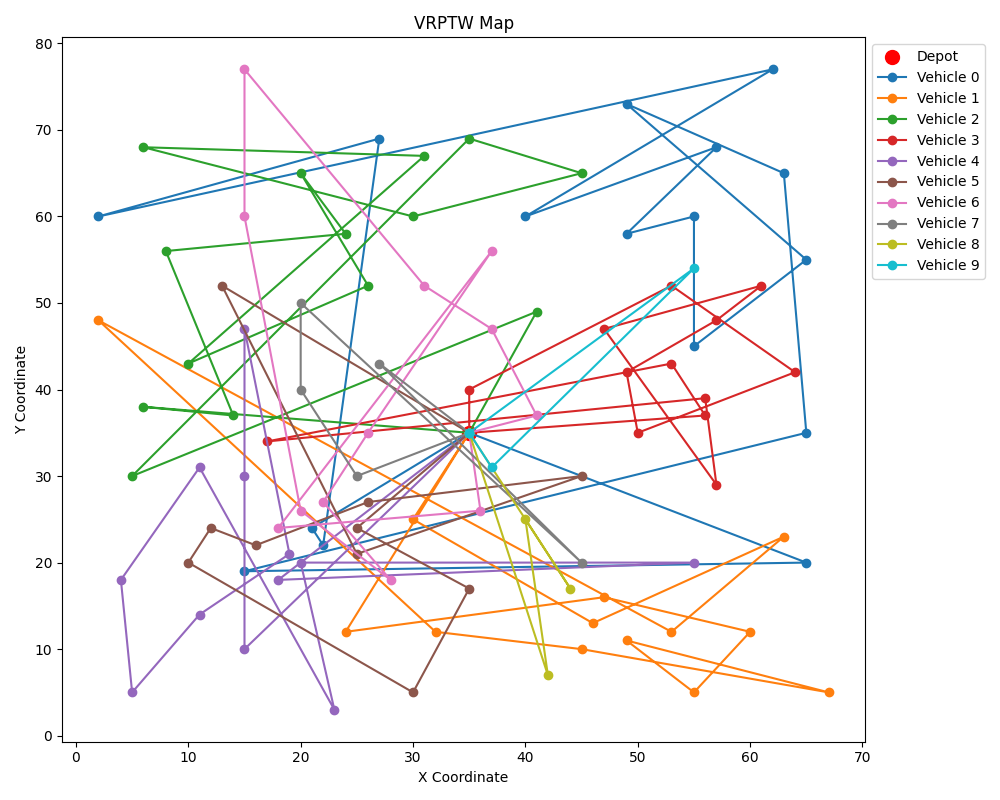 VRPTW Map
Depot
Vehicle 0
Vehicle 1
Vehicle 2
Vehicle 3
Vehicle 4
Vehicle 5
Vehicle 6
Vehicle 7
Vehicle 8
Vehicle 9
80
70
60
50
40
30
20
10
0
Y Coordinate
0 10 20 30 40 50 60 70
X Coordinate